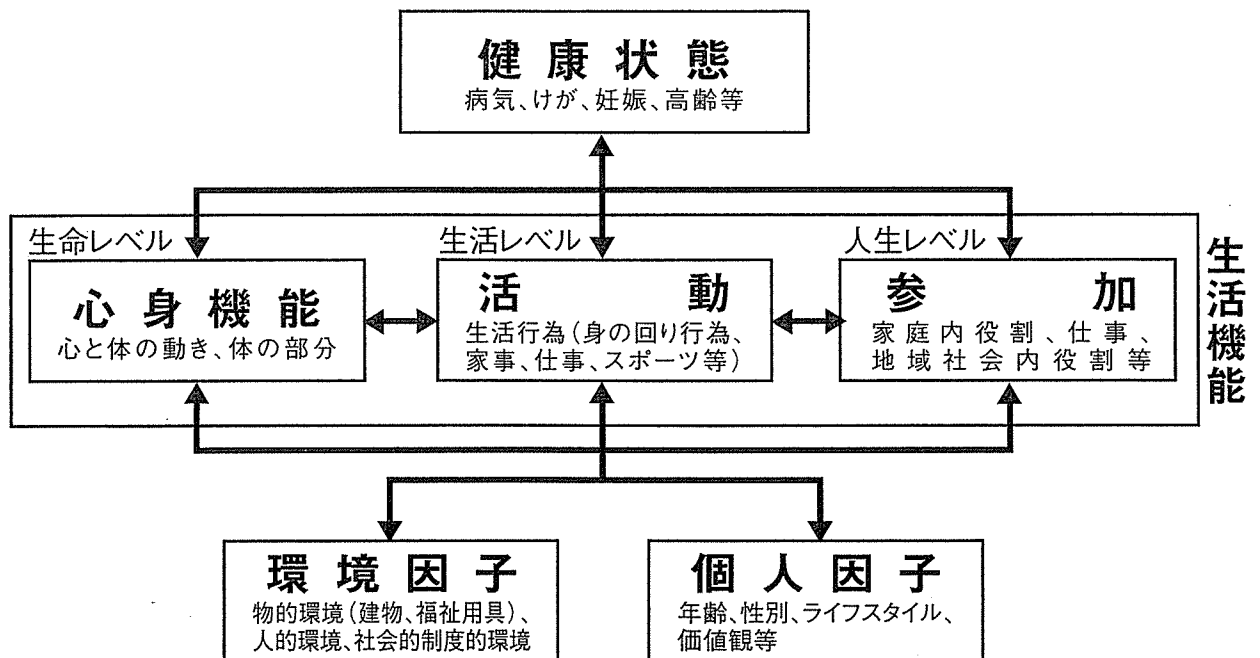 健康状態
病気、けが、妊娠、高齢等
生命レベル
心身機能
心と体の動き、体の部分
生活レベル
活動
生活行為(身の回り行為、
家事、仕事、スポーツ等)
人生レベル
参加
家庭内役割、仕事、
地域社会内役割等
生活機能
環境因子
物的環境(建物、福祉用具)、
人的環境、社会的制度的環境
個人因子
年齢、性別、ライフスタイル、
価値観等